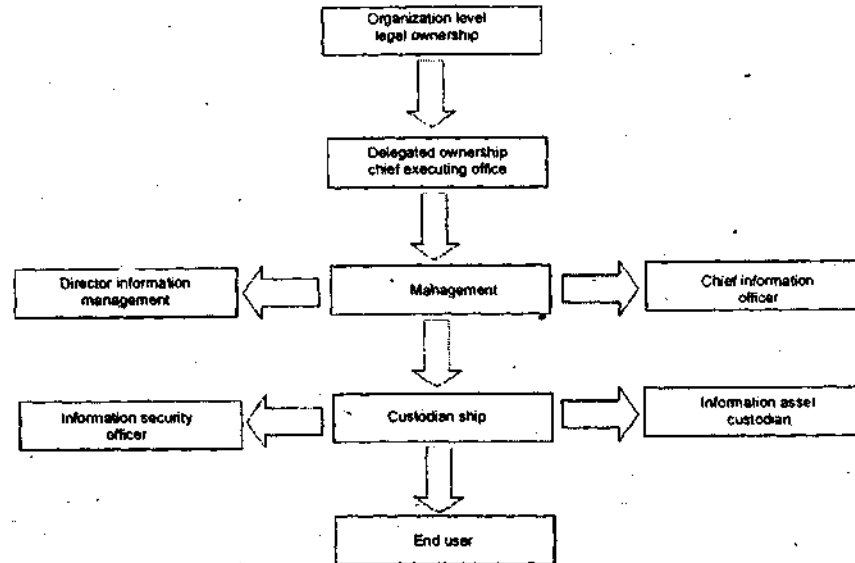 Organization level
legal ownership
Delegated ownership
chief executing office
Director information
management
Management
Chief information
officer
Information security
officer
Custodian ship
Information asset
custodian
End user